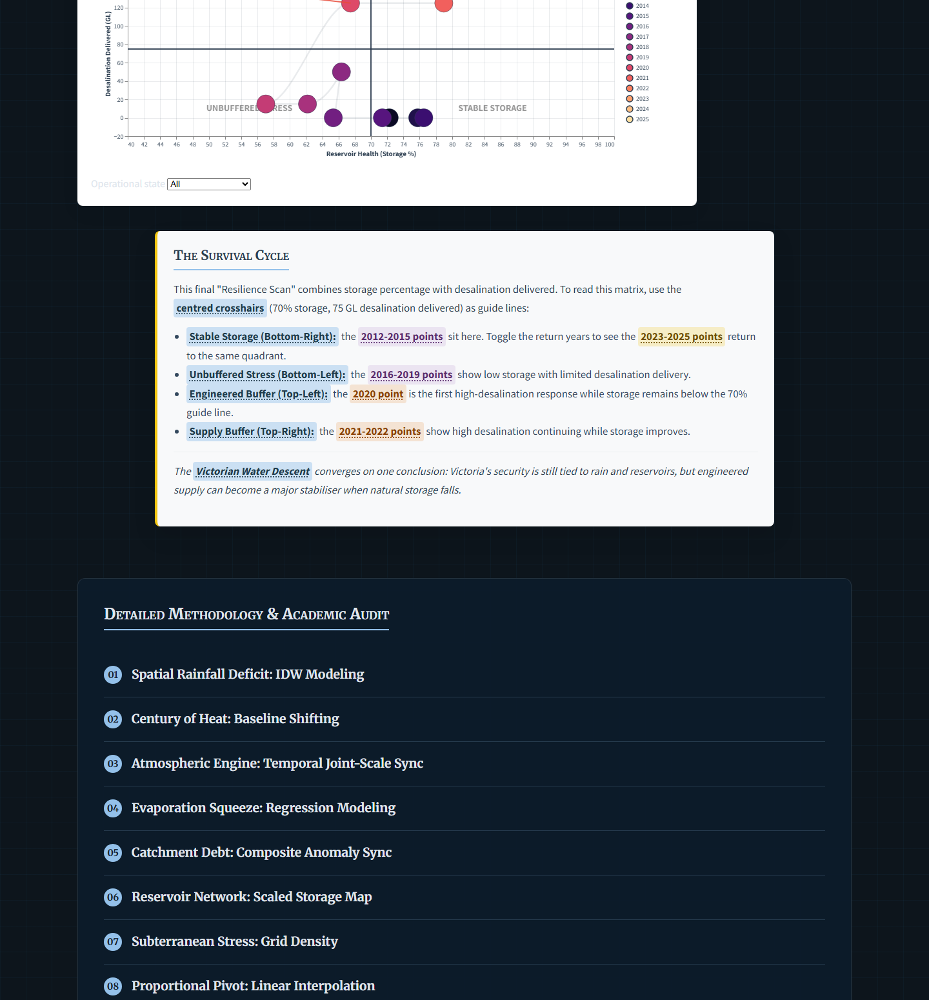 120
100
80
60
40
20
0
−20
Desalination Delivered (GL)
UNBUFFERED STRESS
STABLE STORAGE
40 42 44 46 48 50 52 54 56 58 60 62 64 66 68 70 72 74 76 78 80 82 84 86 88 90 92 94 96 98 100
Reservoir Health (Storage %)
2014
2015
2016
2017
2018
2019
2020
2021
2022
2023
2024
2025
Operational state All
The Survival Cycle
This final "Resilience Scan" combines storage percentage with desalination delivered. To read this matrix, use the
centred crosshairs (70% storage, 75 GL desalination delivered) as guide lines:
• Stable Storage (Bottom-Right): the 2012-2015 points sit here. Toggle the return years to see the 2023-2025 points return
to the same quadrant.
• Unbuffered Stress (Bottom-Left): the 2016-2019 points show low storage with limited desalination delivery.
• Engineered Buffer (Top-Left): the 2020 point is the first high-desalination response while storage remains below the 70%
guide line.
• Supply Buffer (Top-Right): the 2021-2022 points show high desalination continuing while storage improves.
The Victorian Water Descent converges on one conclusion: Victoria's security is still tied to rain and reservoirs, but engineered
supply can become a major stabiliser when natural storage falls.
Detailed Methodology & Academic Audit
01 Spatial Rainfall Deficit: IDW Modeling
02 Century of Heat: Baseline Shifting
03 Atmospheric Engine: Temporal Joint-Scale Sync
04 Evaporation Squeeze: Regression Modeling
05 Catchment Debt: Composite Anomaly Sync
06 Reservoir Network: Scaled Storage Map
07 Subterranean Stress: Grid Density
08 Proportional Pivot: Linear Interpolation